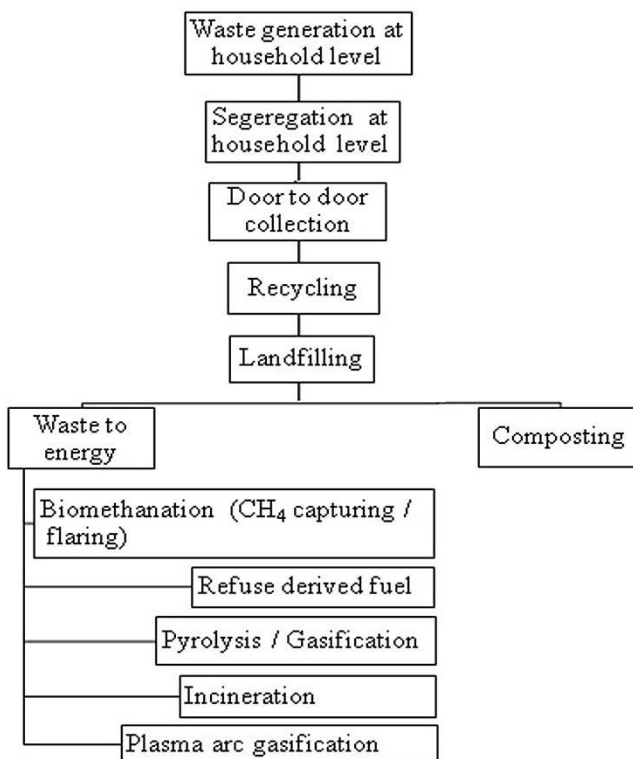 Waste generation at
household level
Segeregation at
household level
Door to door
collection
Recycling
Landfilling
Waste to
energy
Composting
Biomethanation (CH₄ capturing /
flaring)
Refuse derived fuel
Pyrolysis / Gasification
Incineration
Plasma arc gasification